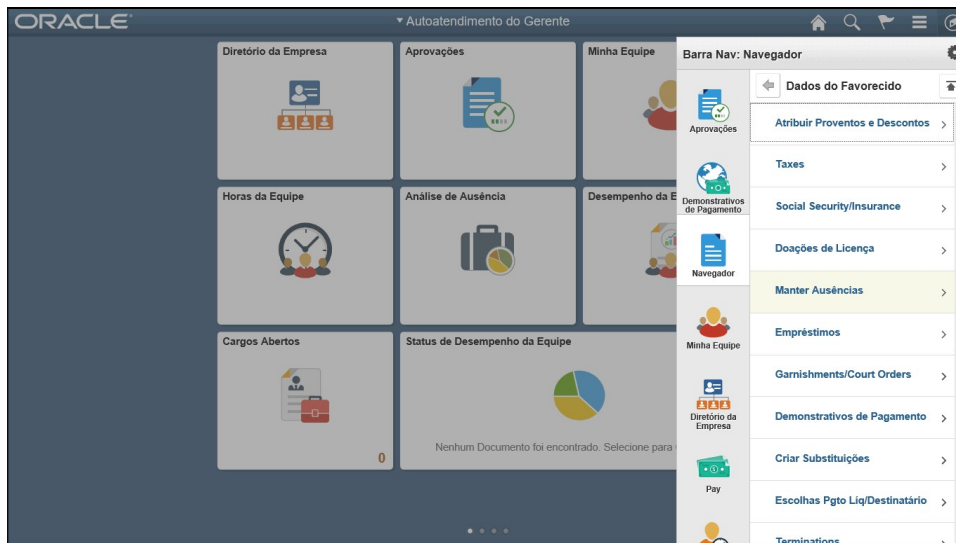 ORACLE
Autoatendimento do Gerente
Diretório da Empresa
Aprovações
Minha Equipe
Horas da Equipe
Análise de Ausência
Desempenho da E
Cargos Abertos
0
Status de Desempenho da Equipe
Nenhum Documento foi encontrado. Selecione para
Barra Nav: Navegador
Aprovações
Demonstrativos
de Pagamento
Navegador
Minha Equipe
Diretório da
Empresa
Pay
Dados do Favorecido
Atribuir Proventos e Descontos
Taxes
Social Security/Insurance
Doações de Licença
Manter Ausências
Empréstimos
Garnishments/Court Orders
Demonstrativos de Pagamento
Criar Substituições
Escolhas Pgto Líq/Destinatário
Terminations